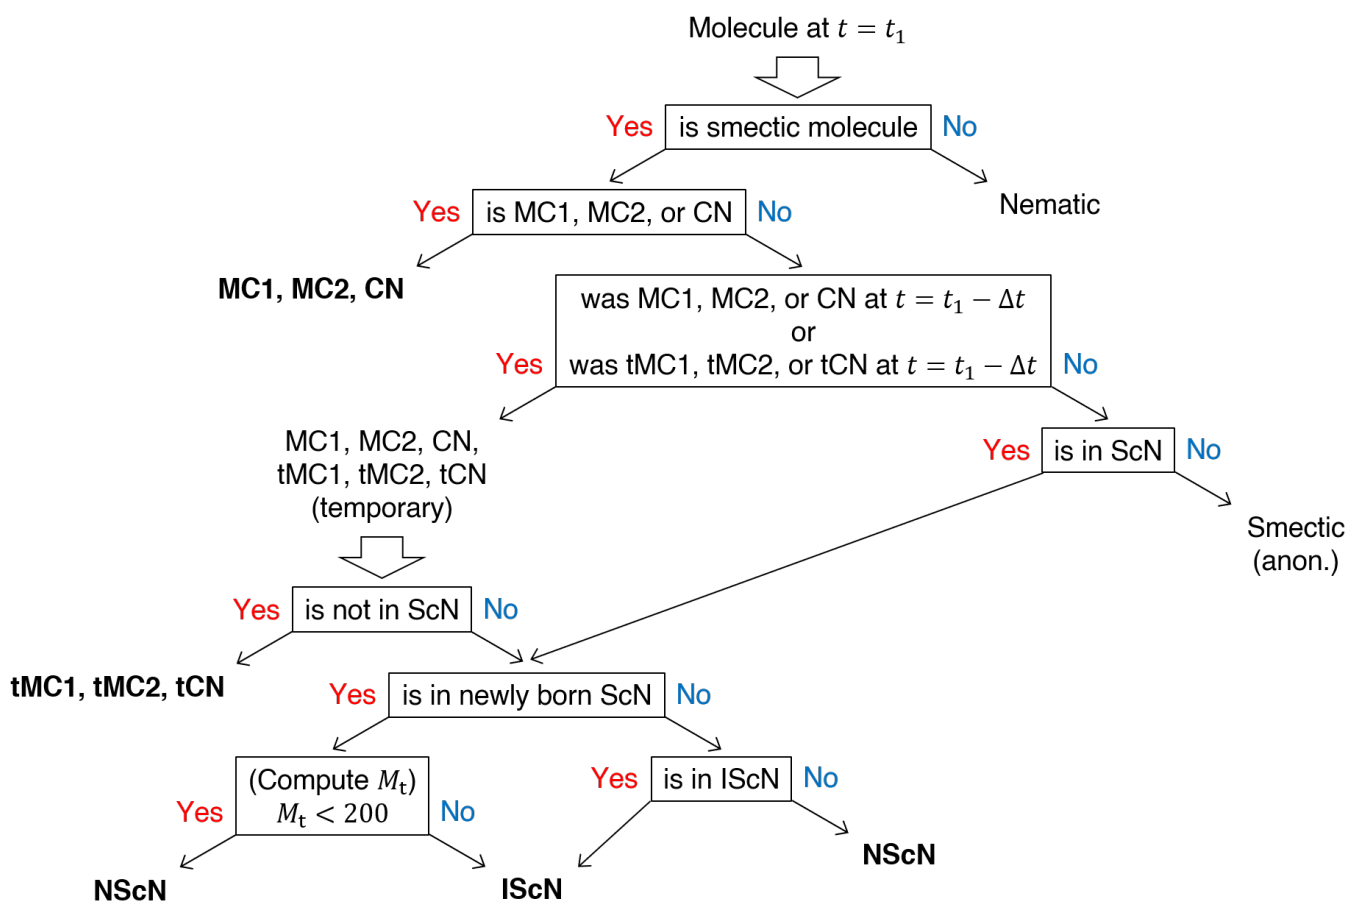 Molecule at t = t₁
Yes
is smectic molecule
No
Nematic
Yes
is MC1, MC2, or CN
No
MC1, MC2, CN
was MC1, MC2, or CN at t = t₁ − Δt
or
Yes
was tMC1, tMC2, or tCN at t = t₁ − Δt
No
MC1, MC2, CN,
tMC1, tMC2, tCN
(temporary)
Yes
is in ScN
No
Smectic
(anon.)
Yes
is not in ScN
No
tMC1, tMC2, tCN
Yes
is in newly born ScN
No
(Compute Mₜ)
Yes
Mₜ < 200
No
Yes
is in IScN
No
NScN
IScN
NScN